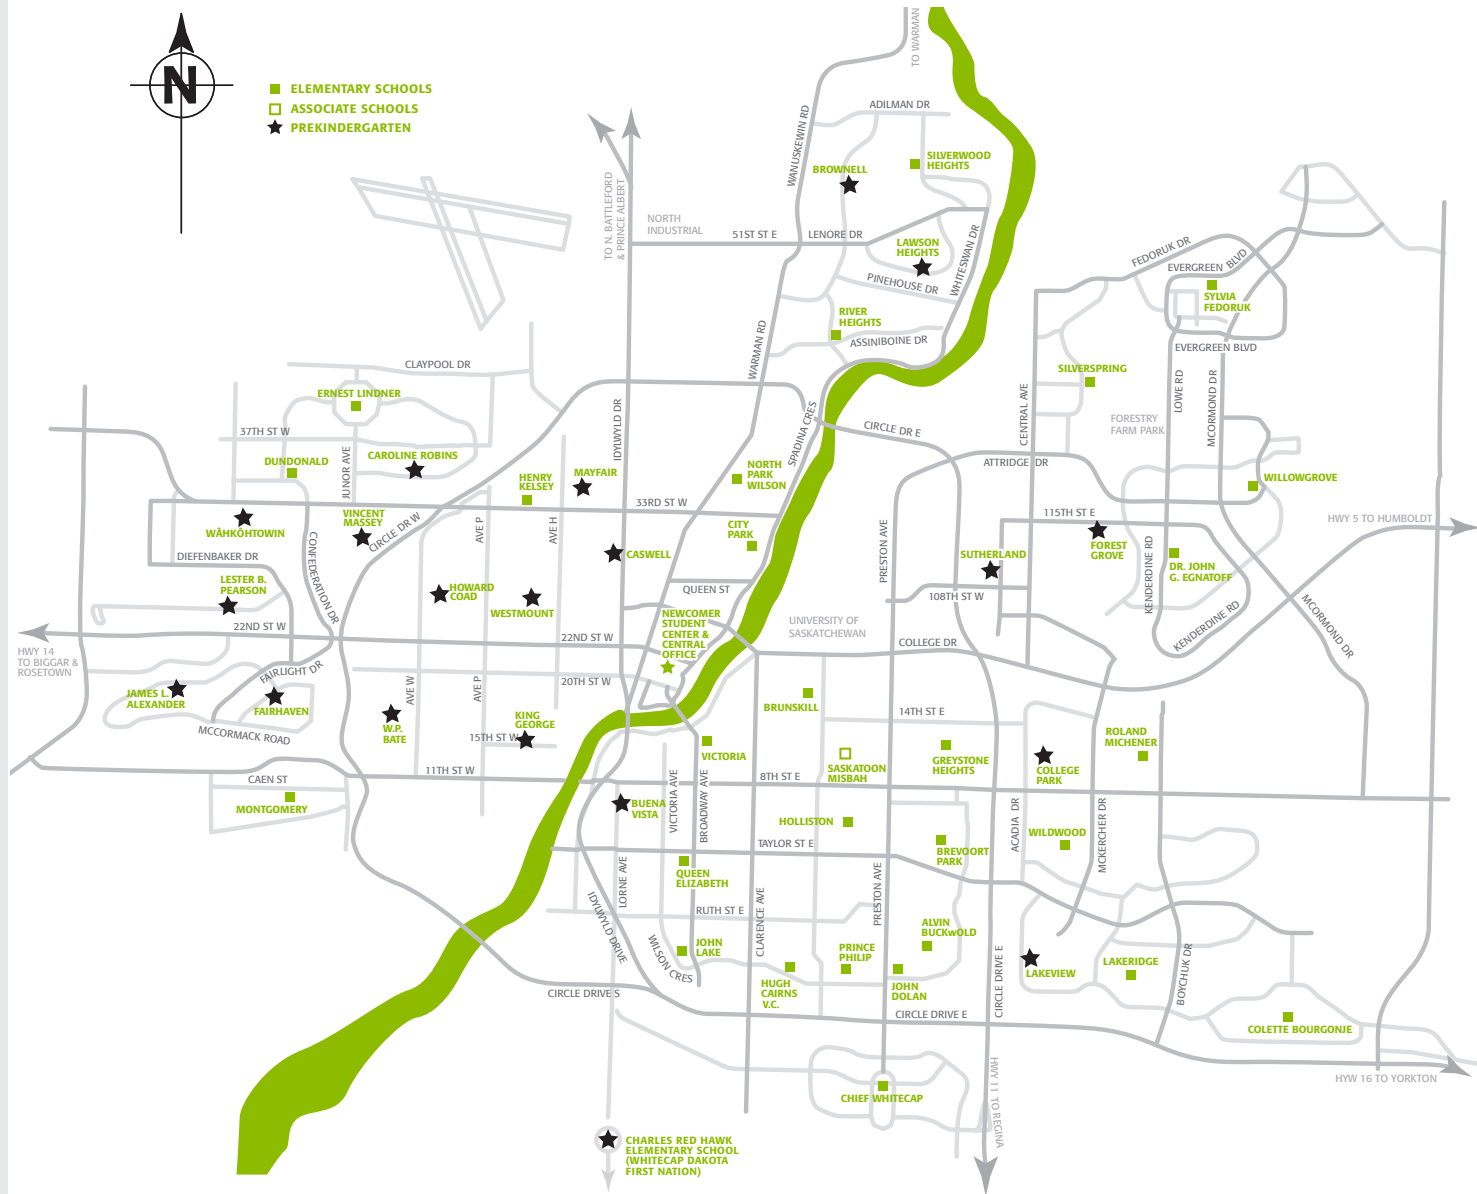 N
ELEMENTARY SCHOOLS
ASSOCIATE SCHOOLS
PREKINDERGARTEN
TO WARMAN
ADILMAN DR
WANUSKEWIN RD
BROWNELL
SILVERWOOD
HEIGHTS
TO N. BATTLEFORD
& PRINCE ALBERT
NORTH
INDUSTRIAL
51ST ST E
LENORE DR
LAWSON
HEIGHTS
WHITESWAN DR
PINEHOUSE DR
RIVER
HEIGHTS
ASSINIBOINE DR
WARMAN RD
FEDORUK DR
EVERGREEN BLVD
SYLVIA
FEDORUK
EVERGREEN BLVD
SILVERSPRING
LOWE RD
MCORMOND DR
CENTRAL AVE
FORESTRY
FARM PARK
CLAYPOOL DR
ERNEST LINDNER
37TH ST W
DUNDONALD
JUNOR AVE
CAROLINE ROBINS
IDYLWYLD DR
SPADINA CRES
CIRCLE DR E
ATTRIDGE DR
WILLOWGROVE
HENRY
KELSEY
MAYFAIR
NORTH
PARK
WILSON
33RD ST W
WÂHKÔHTOWIN
VINCENT
MASSEY
CIRCLE DR W
AVE P
AVE H
CITY
PARK
CASWELL
PRESTON AVE
115TH ST E
SUTHERLAND
FOREST
GROVE
KENDERDINE RD
DR. JOHN
G. EGNATOFF
HWY 5 TO HUMBOLDT
DIEFENBAKER DR
CONFEDERATION DR
LESTER B.
PEARSON
HOWARD
COAD
WESTMOUNT
QUEEN ST
108TH ST W
KENDERDINE RD
MCORMOND DR
22ND ST W
22ND ST W
NEWCOMER
STUDENT
CENTER &
CENTRAL
OFFICE
UNIVERSITY OF
SASKATCHEWAN
COLLEGE DR
HWY 14
TO BIGGAR &
ROSETOWN
FAIRLIGHT DR
20TH ST W
JAMES L.
ALEXANDER
FAIRHAVEN
AVE W
AVE P
W.P.
BATE
KING
GEORGE
15TH ST W
MCCORMACK ROAD
BRUNSKILL
14TH ST E
VICTORIA
SASKATOON
MISBAH
GREYSTONE
HEIGHTS
COLLEGE
PARK
ROLAND
MICHENER
CAEN ST
11TH ST W
8TH ST E
MONTGOMERY
BUENA
VISTA
VICTORIA AVE
BROADWAY AVE
HOLLISTON
ACADIA DR
WILDWOOD
MCKERCHER DR
TAYLOR ST E
BREVOORT
PARK
QUEEN
ELIZABETH
LORNE AVE
IDYLWYLD DRIVE
RUTH ST E
CLARENCE AVE
PRESTON AVE
ALVIN
BUCKwOLD
JOHN
LAKE
WILSON CRES
HUGH
CAIRNS
V.C.
PRINCE
PHILIP
JOHN
DOLAN
CIRCLE DRIVE E
LAKEVIEW
LAKERIDGE
BOYCHUK DR
CIRCLE DRIVE S
CIRCLE DRIVE E
COLETTE BOURGONJE
HWY 11 TO REGINA
HYW 16 TO YORKTON
CHIEF WHITECAP
CHARLES RED HAWK
ELEMENTARY SCHOOL
(WHITECAP DAKOTA
FIRST NATION)